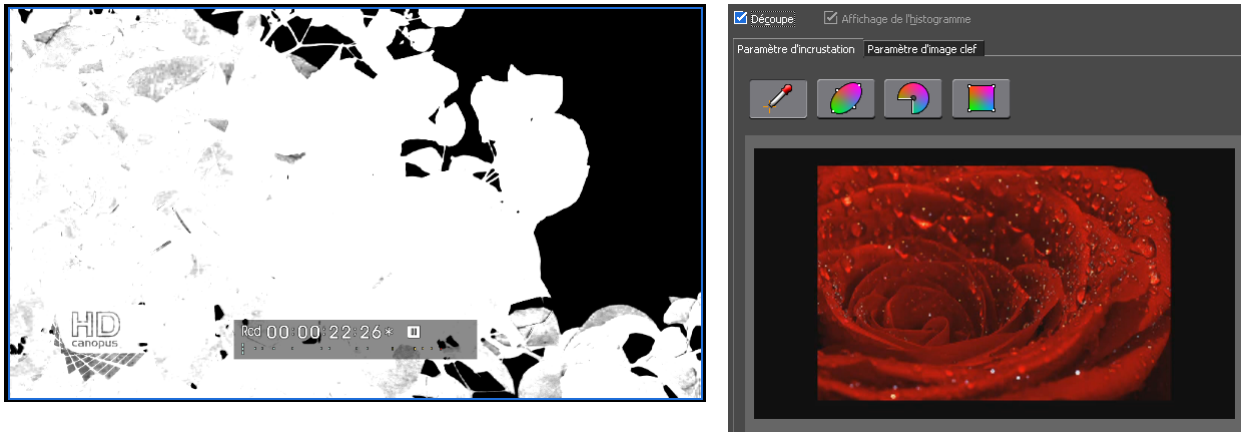 HD
canopus
Rcd 00:00:22:26*
Découpe
Affichage de l'histogramme
Paramètre d'incrustation
Paramètre d'image clef